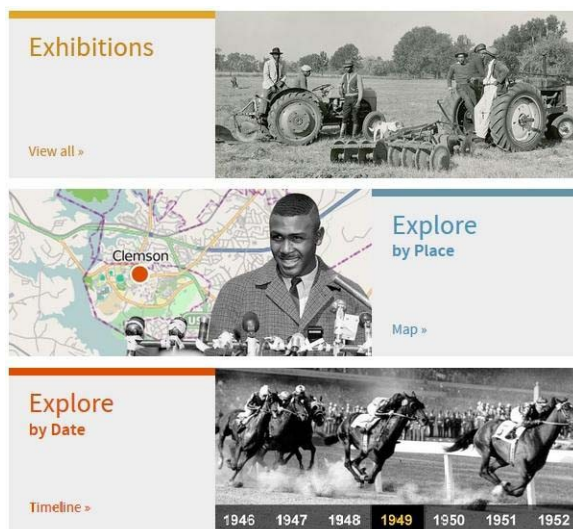 Exhibitions
View all »
Clemson
US
Explore
by Place
Map »
Explore
by Date
Timeline »
1946 1947 1948 1949 1950 1951 1952